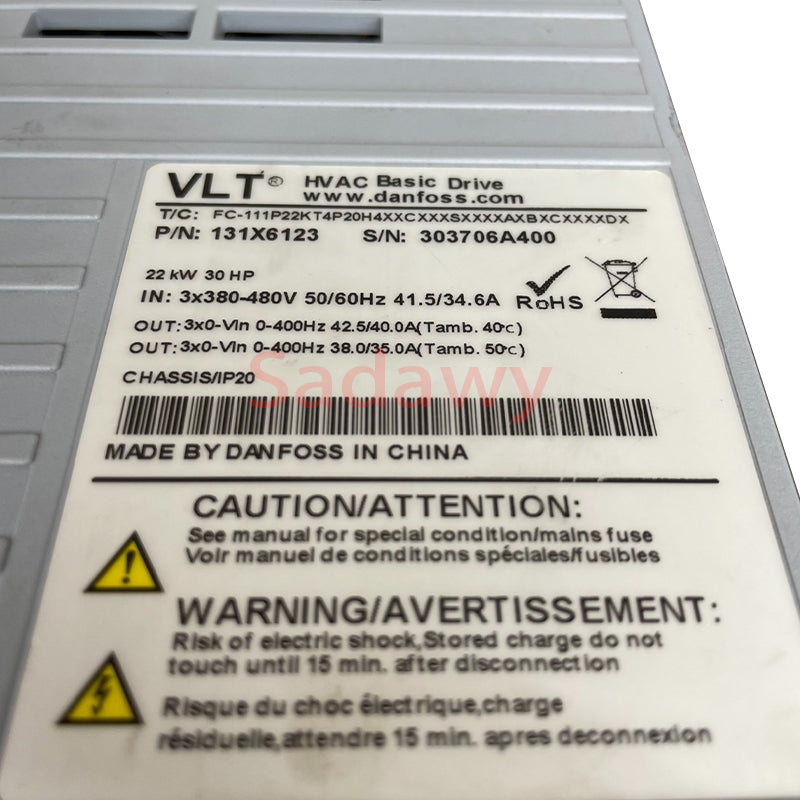 VLT® HVAC Basic Drive
www.danfoss.com
T/C: FC-111P22KT4P20H4XXCXXXSXXXXAXBXCXXXXDX
P/N: 131X6123 S/N: 303706A400
22 kW 30 HP
IN: 3x380-480V 50/60Hz 41.5/34.6A
RoHS
OUT:3x0-Vin 0-400Hz 42.5/40.0A(Tamb. 40℃)
OUT:3x0-Vin 0-400Hz 38.0/35.0A(Tamb. 50℃)
CHASSIS/IP20
Sadawy
MADE BY DANFOSS IN CHINA
CAUTION/ATTENTION:
See manual for special condition/mains fuse
Voir manuel de conditions spéciales/fusibles
WARNING/AVERTISSEMENT:
Risk of electric shock,Stored charge do not
touch until 15 min. after disconnection
Risque du choc électrique,charge
résiduelle,attendre 15 min. apres deconnexion